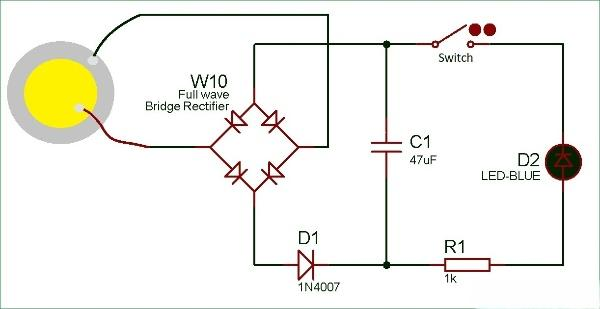 W10
Full wave
Bridge Rectifier
Switch
C1
47uF
D2
LED-BLUE
D1
1N4007
R1
1k